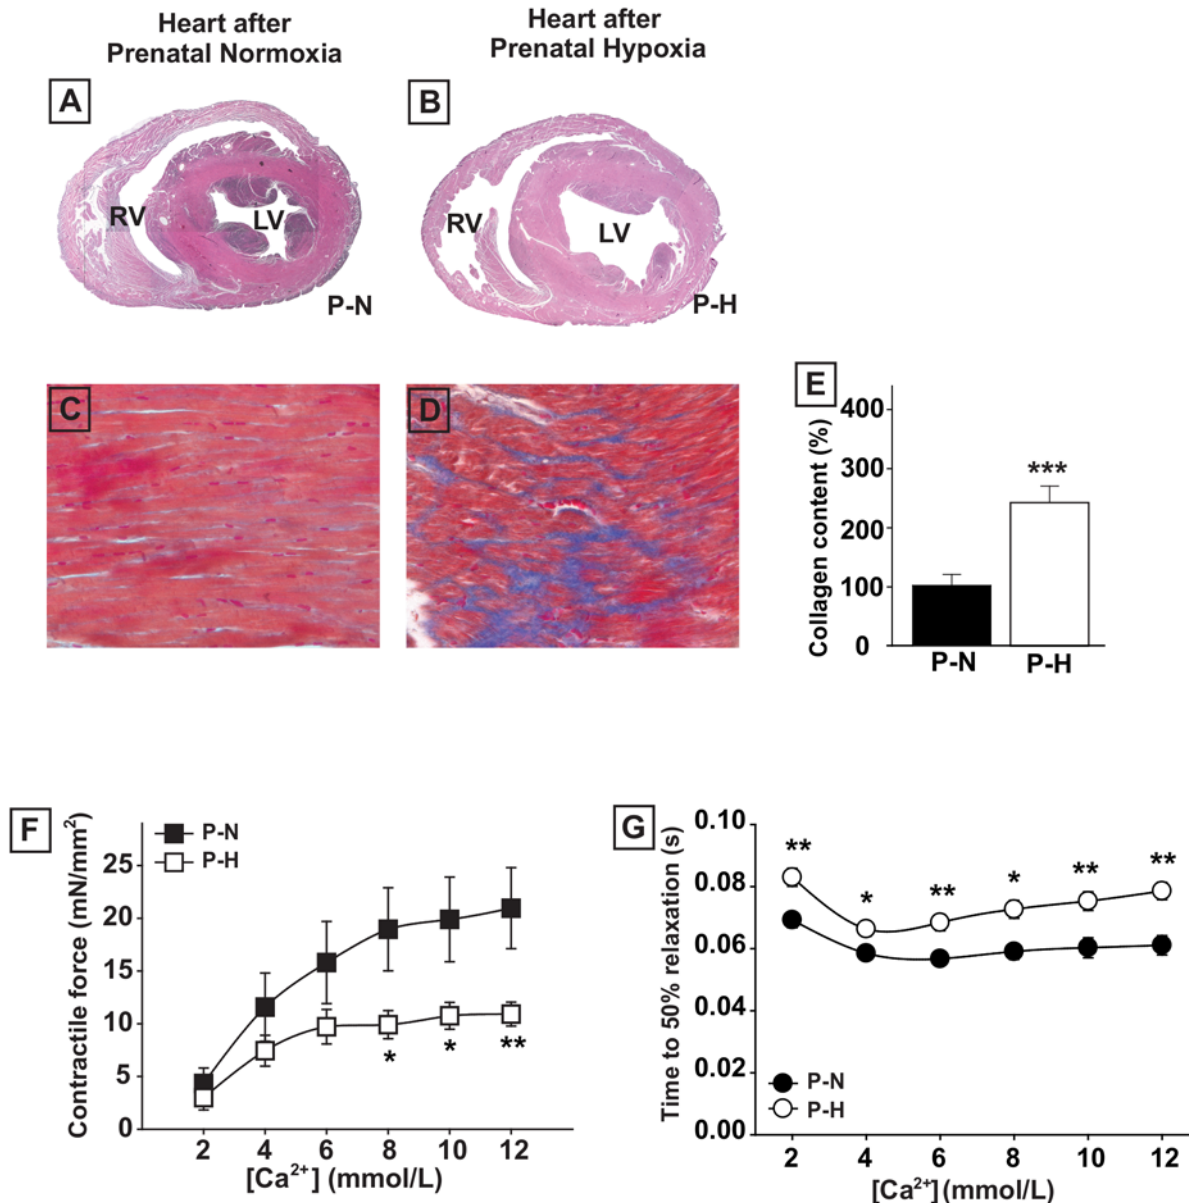 Heart after
Prenatal Normoxia
Heart after
Prenatal Hypoxia
A
RV
LV
P-N
B
RV
LV
P-H
C
D
E
Collagen content (%)
400
300
200
100
0
***
P-N
P-H
F
Contractile force (mN/mm²)
P-N
P-H
25
20
15
10
5
0
*
*
**
2
4
6
8
10
12
[Ca²⁺] (mmol/L)
G
Time to 50% relaxation (s)
0.10
0.08
0.06
0.04
0.02
0.00
**
*
**
*
**
**
P-N
P-H
2
4
6
8
10
12
[Ca²⁺] (mmol/L)